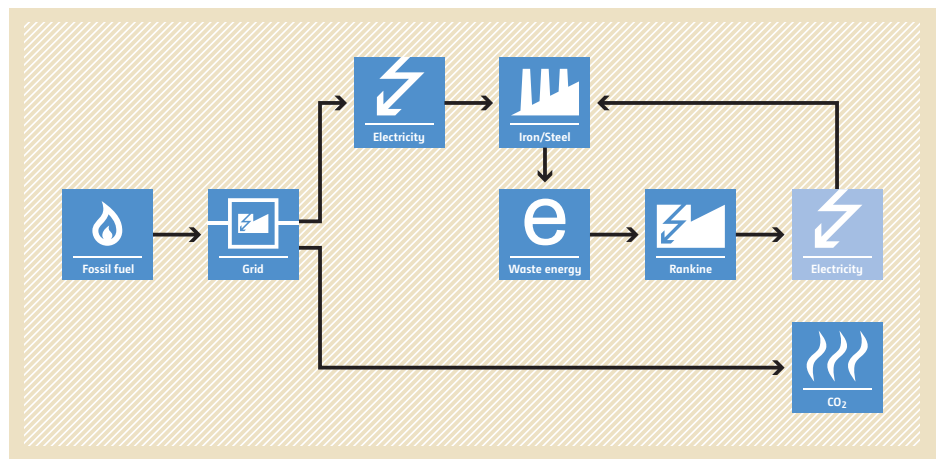 Electricity
Iron/Steel
Fossil fuel
Grid
e
Waste energy
Rankine
Electricity
CO₂